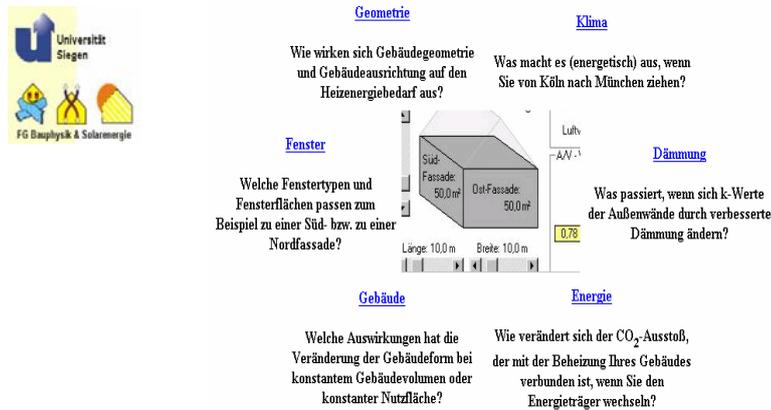 Universität
Siegen
FG Bauphysik & Solarenergie
Geometrie
Wie wirken sich Gebäudegeometrie
und Gebäudeausrichtung auf den
Heizenergiebedarf aus?
Klima
Was macht es (energetisch) aus, wenn
Sie von Köln nach München ziehen?
Fenster
Welche Fenstertypen und
Fensterflächen passen zum
Beispiel zu einer Süd- bzw. zu einer
Nordfassade?
Süd-
Fassade:
50,0 m²
Ost-Fassade:
50,0 m²
Länge: 10,0 m
Breite: 10,0 m
A/V -
0,78
Dämmung
Was passiert, wenn sich k-Werte
der Außenwände durch verbesserte
Dämmung ändern?
Gebäude
Welche Auswirkungen hat die
Veränderung der Gebäudeform bei
konstantem Gebäudevolumen oder
konstanter Nutzfläche?
Energie
Wie verändert sich der CO₂-Ausstoß,
der mit der Beheizung Ihres Gebäudes
verbunden ist, wenn Sie den
Energieträger wechseln?